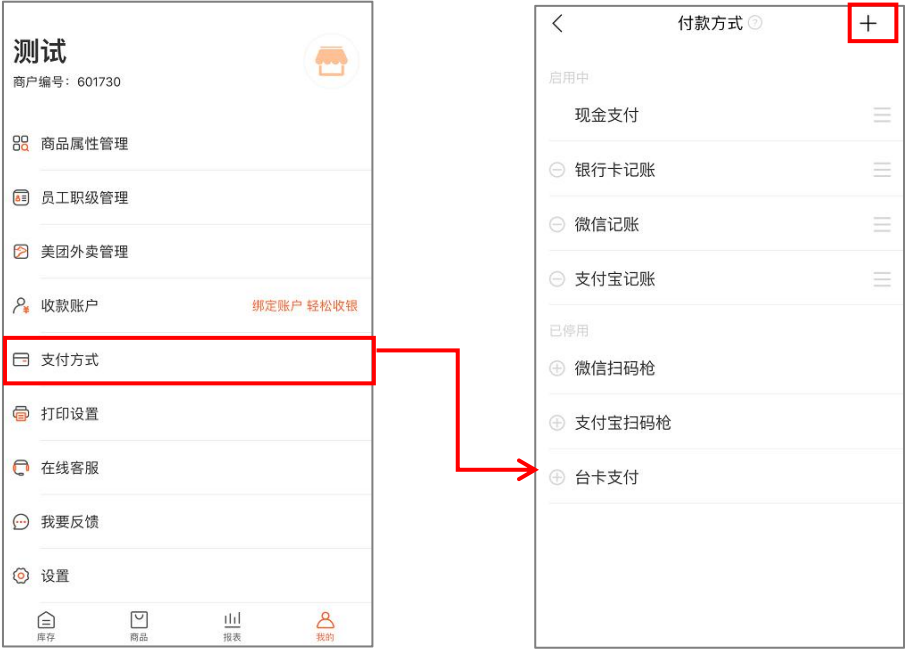 测试
商户编号：601730
商品属性管理
员工职级管理
美团外卖管理
收款账户 绑定账户 轻松收银
支付方式
打印设置
在线客服
我要反馈
设置
库存 商品 报表 我的
付款方式
启用中
现金支付
银行卡记账
微信记账
支付宝记账
已停用
微信扫码枪
支付宝扫码枪
台卡支付